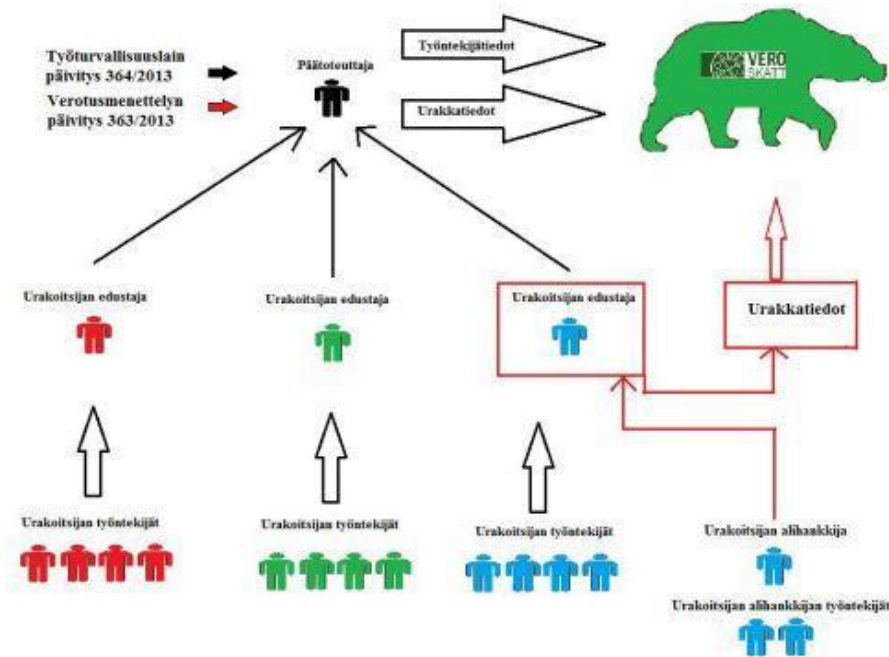 Työturvallisuuslain
päivitys 364/2013
Verotusmenettelyn
päivitys 363/2013
Päätoteuttaja
Työntekijätiedot
Urakkatiedot
VERO
SKATT
Urakoitsijan edustaja
Urakoitsijan edustaja
Urakoitsijan edustaja
Urakkatiedot
Urakoitsijan työntekijät
Urakoitsijan työntekijät
Urakoitsijan työntekijät
Urakoitsijan alihankkija
Urakoitsijan alihankkijan työntekijät